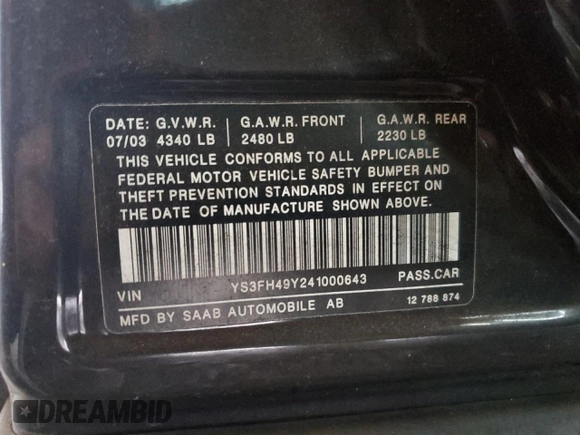 DATE: G.V.W.R. G.A.W.R. FRONT G.A.W.R. REAR
07/03 4340 LB 2480 LB 2230 LB
THIS VEHICLE CONFORMS TO ALL APPLICABLE
FEDERAL MOTOR VEHICLE SAFETY BUMPER AND
THEFT PREVENTION STANDARDS IN EFFECT ON
THE DATE OF MANUFACTURE SHOWN ABOVE.
VIN YS3FH49Y241000643 PASS.CAR
MFD BY SAAB AUTOMOBILE AB 12 788 874
DREAMBID